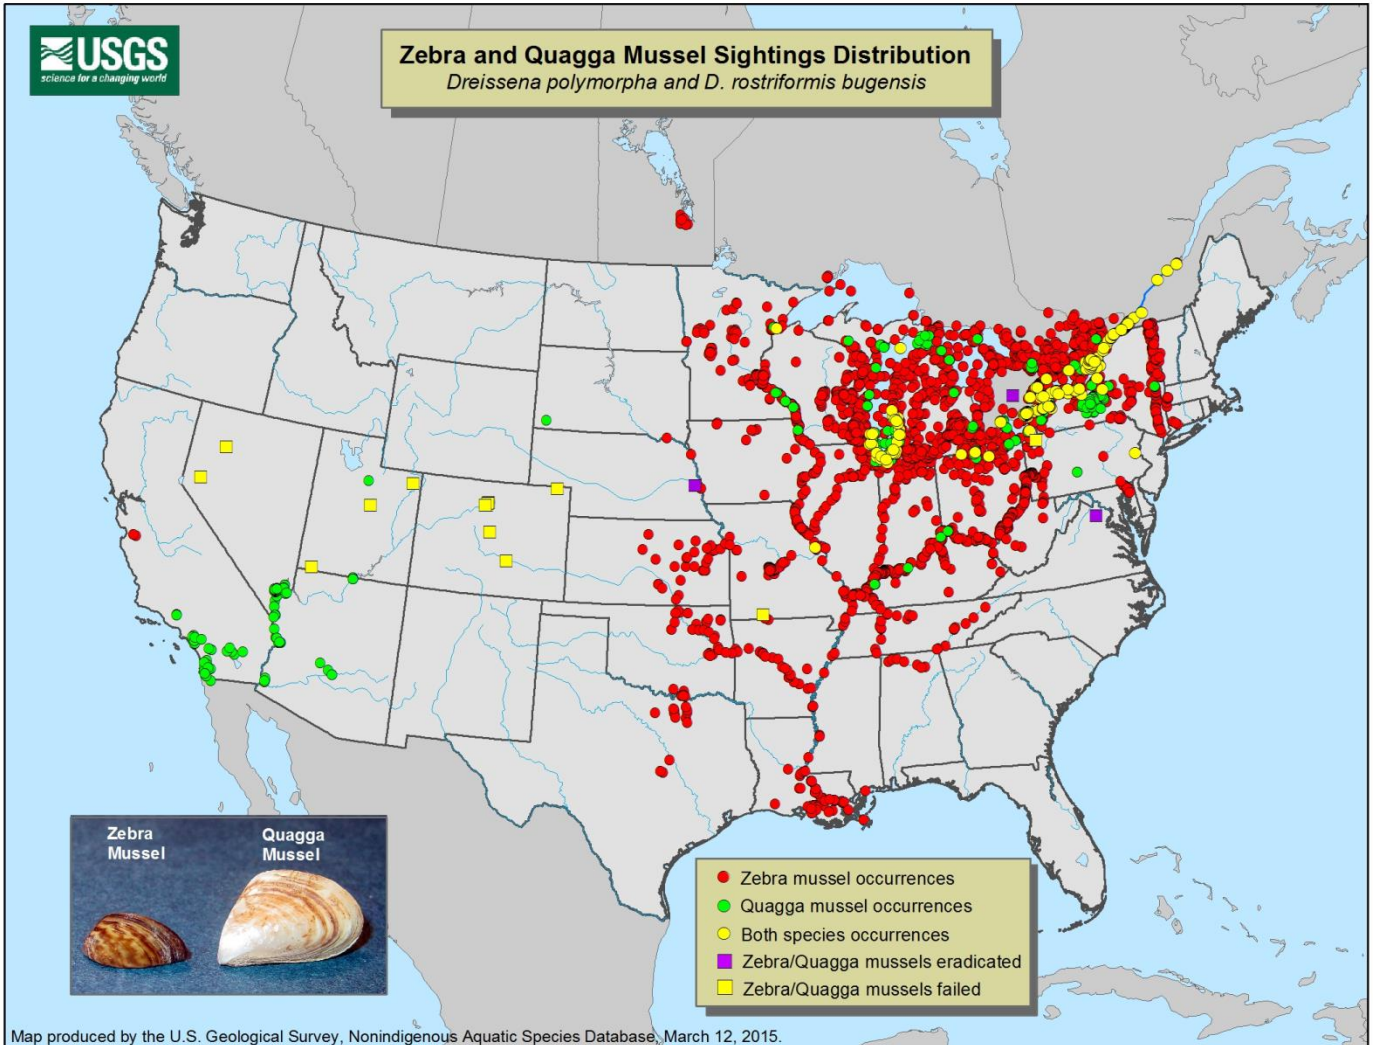 USGS
science for a changing world
Zebra and Quagga Mussel Sightings Distribution
Dreissena polymorpha and D. rostriformis bugensis
Zebra
Mussel
Quagga
Mussel
Zebra mussel occurrences
Quagga mussel occurrences
Both species occurrences
Zebra/Quagga mussels eradicated
Zebra/Quagga mussels failed
Map produced by the U.S. Geological Survey, Nonindigenous Aquatic Species Database, March 12, 2015.